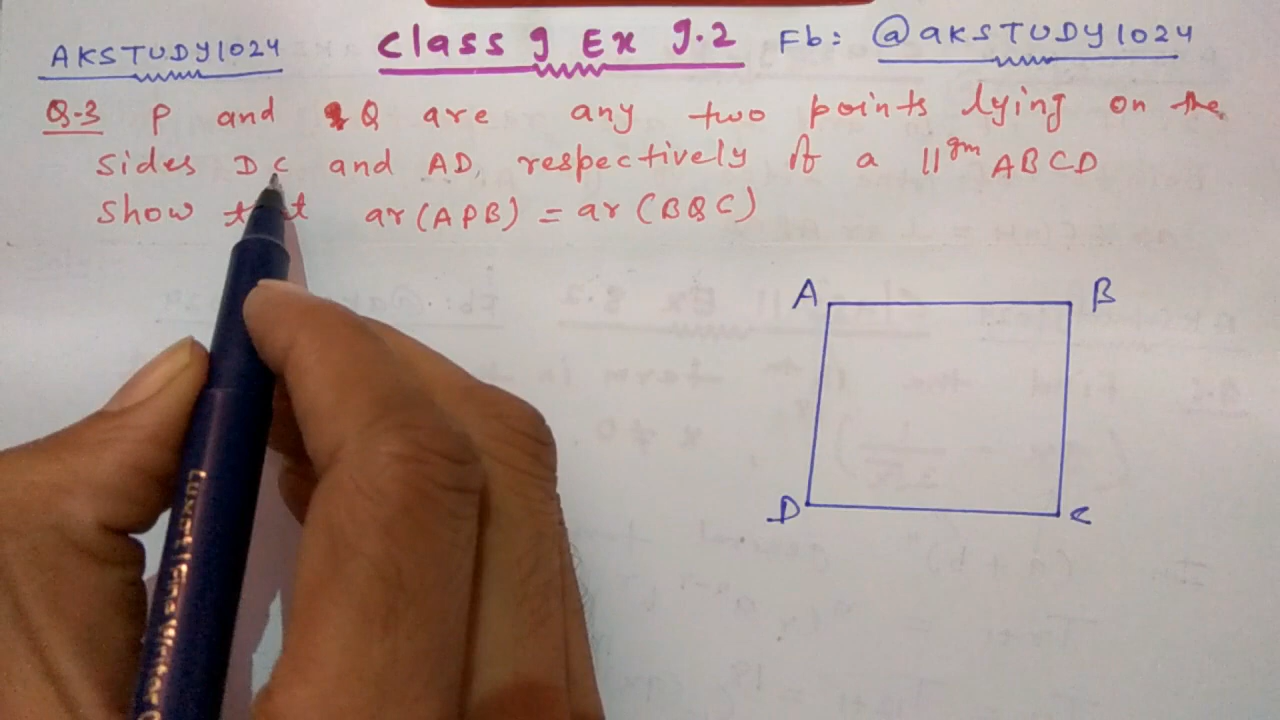 AKSTUDY1024 Class 9 Ex 9.2 Fb: @aKSTUDY1024
Q-3 P and Q are any two points lying on the
Sides DC and AD, respectively of a ||gm ABCD
Show ar(APB) = ar(BQC)
A B
D C